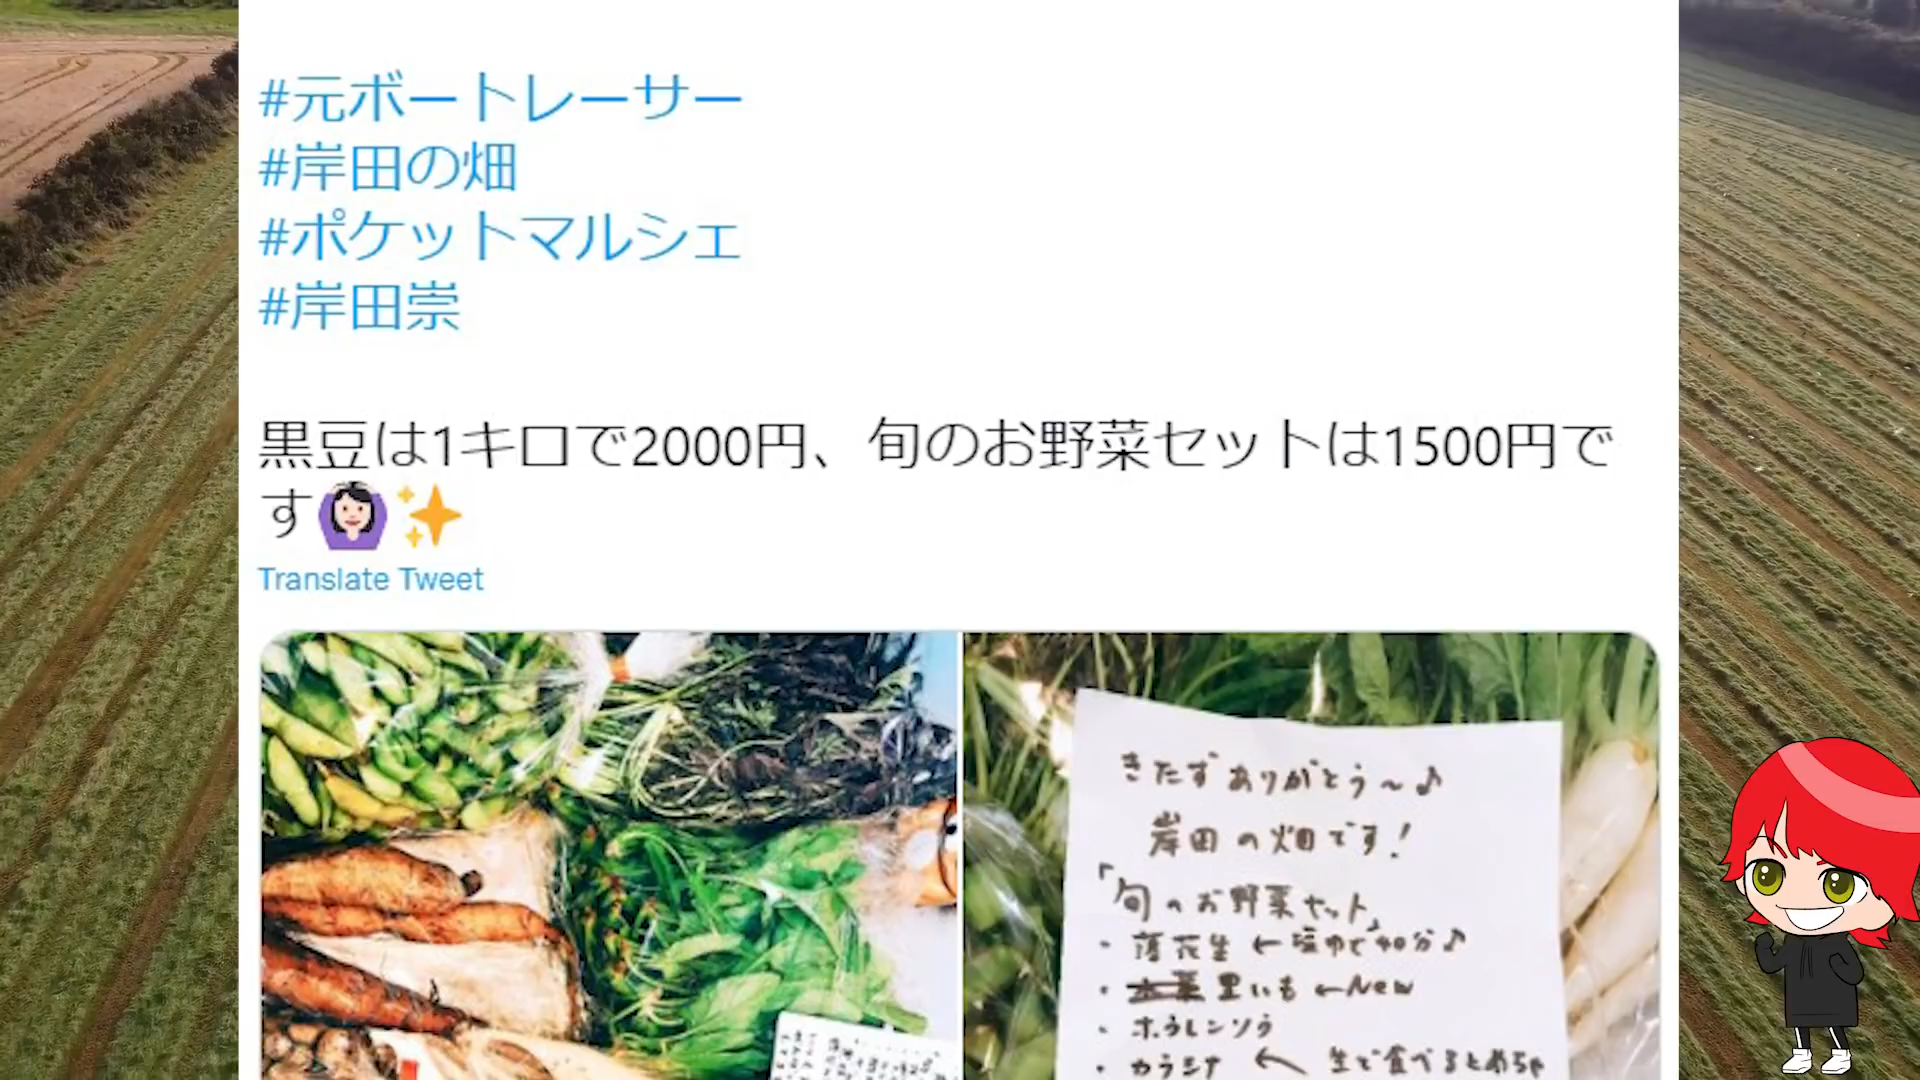 #元ボートレーサー
#岸田の畑
#ポケットマルシェ
#岸田崇
黒豆は1キロで2000円、旬のお野菜セットは1500円で
す
Translate Tweet
ありがとう〜♪
岸田の畑です!
「旬のお野菜セット」
・落花生 ← 塩ゆで40分♪
・里いも ←New
・ホウレンソウ
・カラシナ ← 生で食べるとめちゃ